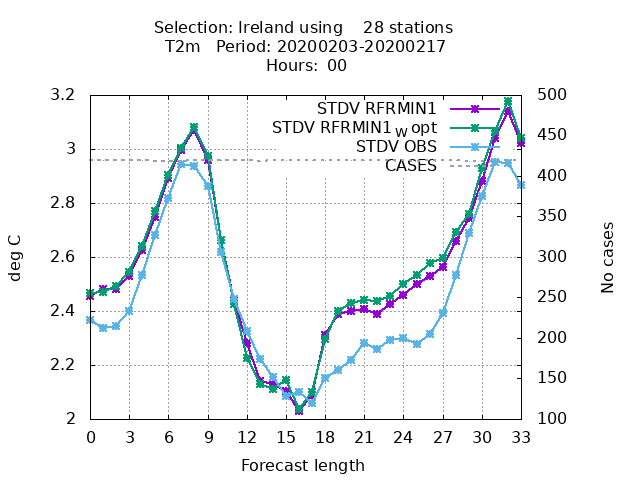 Selection: Ireland using    28 stations
T2m   Period: 20200203-20200217
Hours:  00
STDV RFRMIN1
STDV RFRMIN1 w opt
STDV OBS
CASES
3.2
3
2.8
2.6
2.4
2.2
2
500
450
400
350
300
250
200
150
100
deg C
No cases
0 3 6 9 12 15 18 21 24 27 30 33
Forecast length